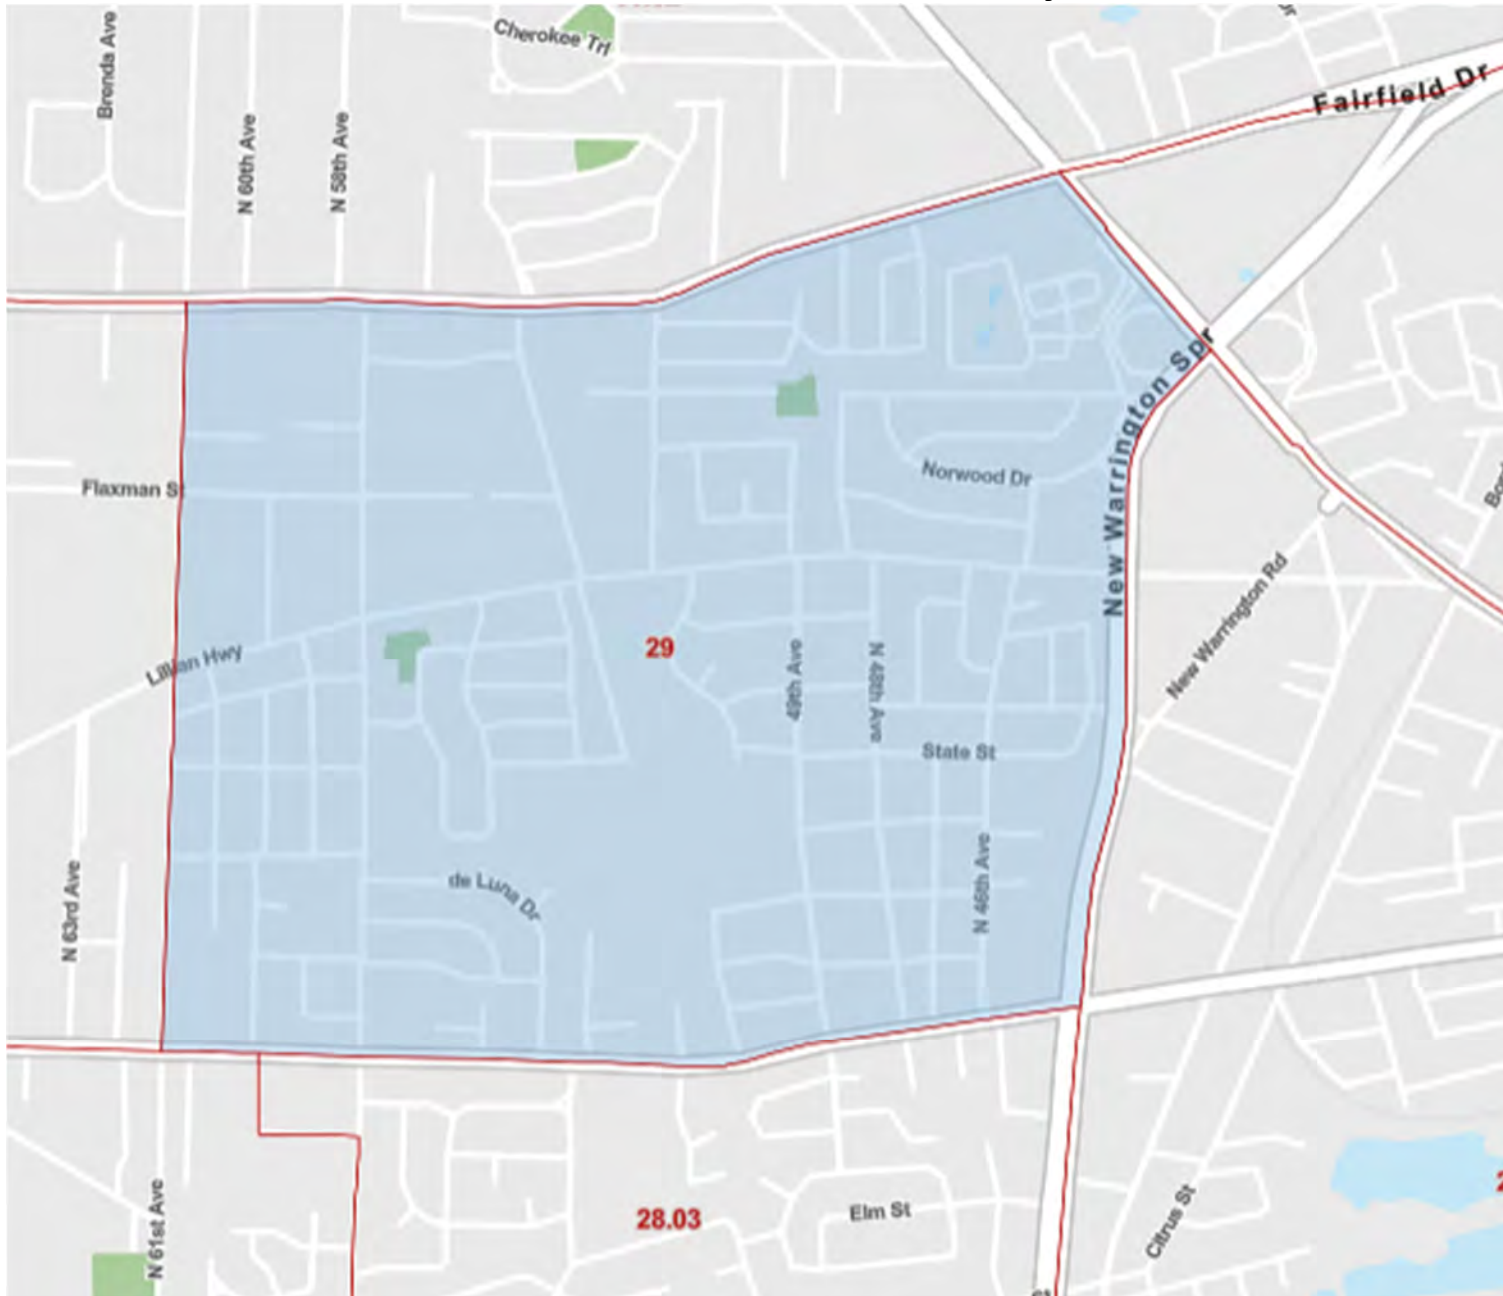 Cherokee Trl
Brenda Ave
Fairfield Dr
N 60th Ave
N 58th Ave
New Warrington Spr
Norwood Dr
Flaxman St
New Warrington Rd
Lillian Hwy
29
49th Ave
N 48th Ave
State St
N 46th Ave
N 63rd Ave
de Luna Dr
N 61st Ave
28.03
Elm St
Citrus St